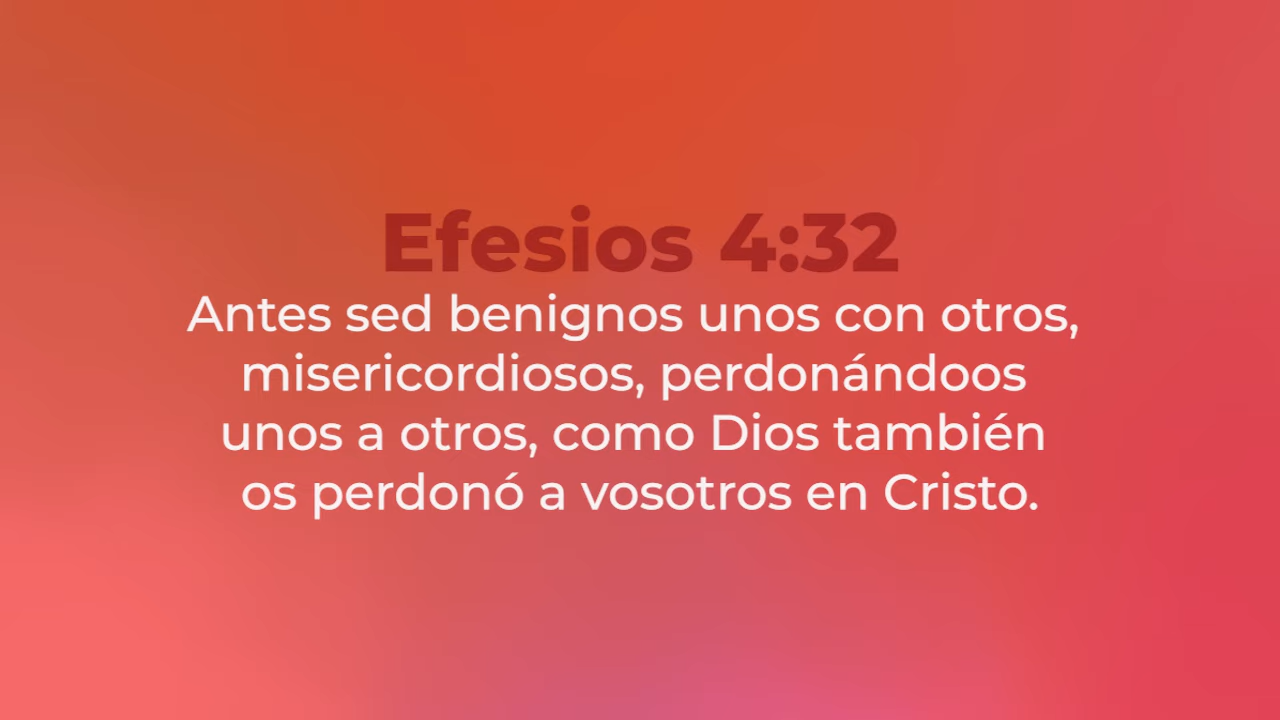 Efesios 4:32
Antes sed benignos unos con otros,
misericordiosos, perdonándoos
unos a otros, como Dios también
os perdonó a vosotros en Cristo.